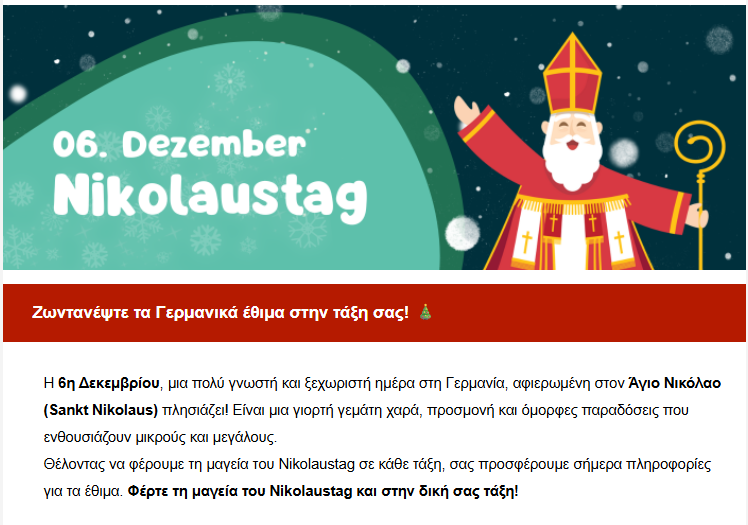 06. Dezember
Nikolaustag
Ζωντανέψτε τα Γερμανικά έθιμα στην τάξη σας! 🎄
Η 6η Δεκεμβρίου, μια πολύ γνωστή και ξεχωριστή ημέρα στη Γερμανία, αφιερωμένη στον Άγιο Νικόλαο
(Sankt Nikolaus) πλησιάζει! Είναι μια γιορτή γεμάτη χαρά, προσμονή και όμορφες παραδόσεις που
ενθουσιάζουν μικρούς και μεγάλους.
Θέλοντας να φέρουμε τη μαγεία του Nikolaustag σε κάθε τάξη, σας προσφέρουμε σήμερα πληροφορίες
για τα έθιμα. Φέρτε τη μαγεία του Nikolaustag και στην δική σας τάξη!